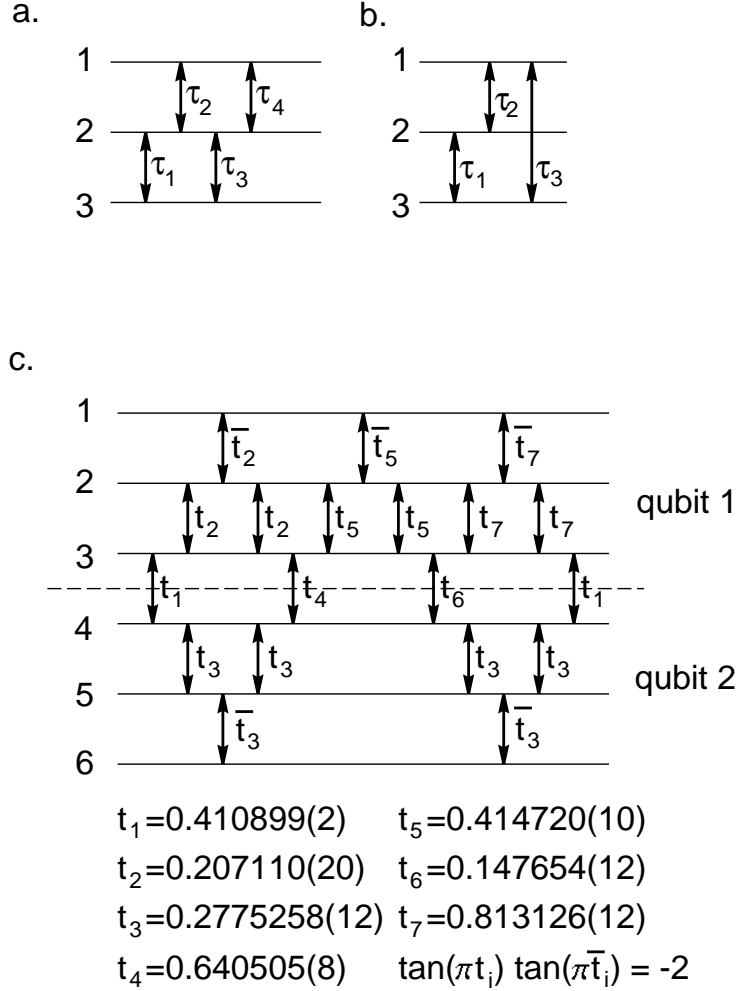 a.
b.
1
τ2
τ4
2
τ1
τ3
3
1
τ2
2
τ1
τ3
3
c.
1
t̅2
t̅5
t̅7
2
t2
t2
t5
t5
t7
t7
qubit 1
3
t1
t4
t6
t1
4
t3
t3
t3
t3
5
qubit 2
t̅3
t̅3
6
t1=0.410899(2) t5=0.414720(10)
t2=0.207110(20) t6=0.147654(12)
t3=0.2775258(12) t7=0.813126(12)
t4=0.640505(8) tan(πti) tan(πt̅i) = -2